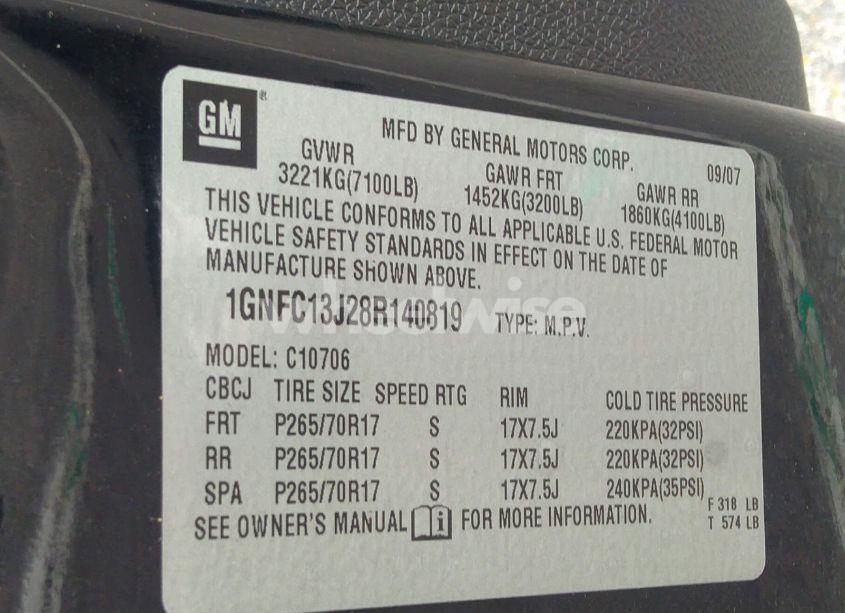 GM®
MFD BY GENERAL MOTORS CORP. 09/07
GVWR GAWR FRT GAWR RR
3221KG(7100LB) 1452KG(3200LB) 1860KG(4100LB)
THIS VEHICLE CONFORMS TO ALL APPLICABLE U.S. FEDERAL MOTOR
VEHICLE SAFETY STANDARDS IN EFFECT ON THE DATE OF
MANUFACTURE SHOWN ABOVE.
1GNFC13J28R140819 TYPE: M.P.V.
MODEL: C10706
CBCJ TIRE SIZE SPEED RTG RIM COLD TIRE PRESSURE
FRT P265/70R17 S 17X7.5J 220KPA(32PSI)
RR P265/70R17 S 17X7.5J 220KPA(32PSI)
SPA P265/70R17 S 17X7.5J 240KPA(35PSI)
SEE OWNER'S MANUAL i FOR MORE INFORMATION.
F 318 LB
T 574 LB